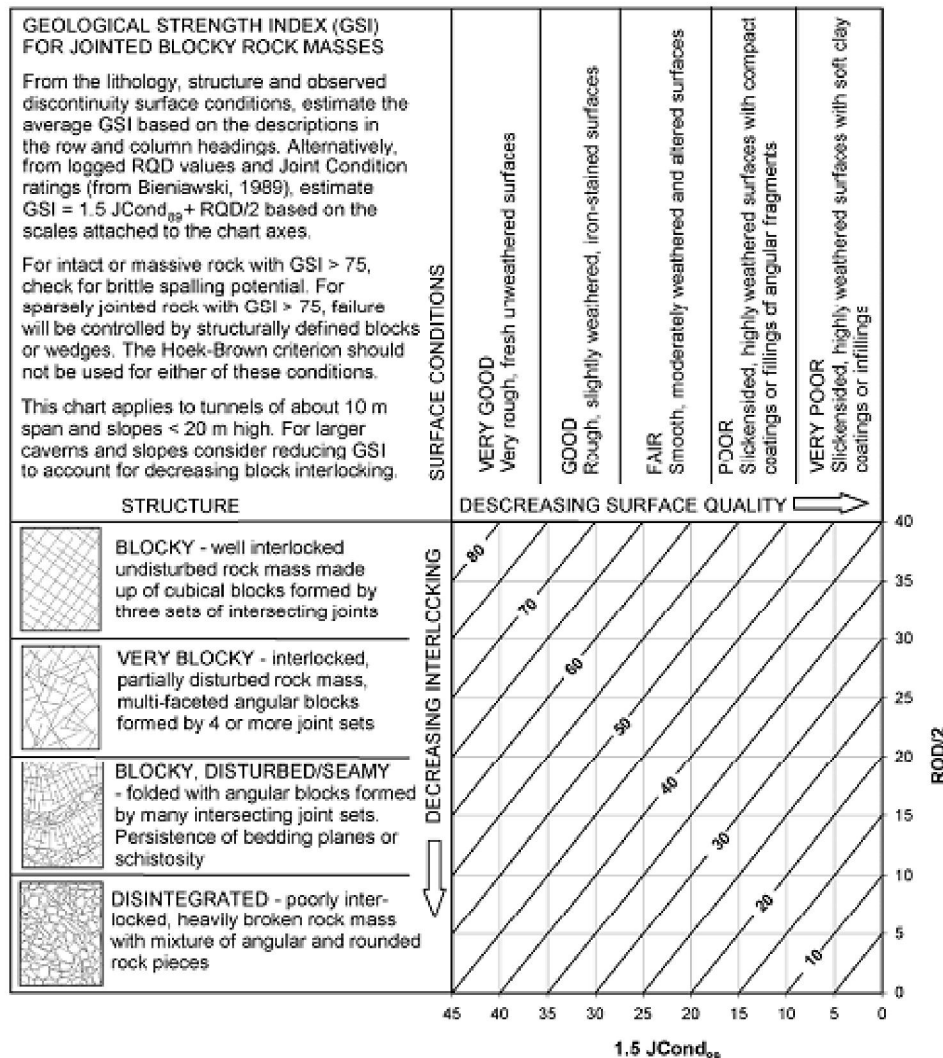 GEOLOGICAL STRENGTH INDEX (GSI)
FOR JOINTED BLOCKY ROCK MASSES
From the lithology, structure and observed
discontinuity surface conditions, estimate the
average GSI based on the descriptions in
the row and column headings. Alternatively,
from logged RQD values and Joint Condition
ratings (from Bieniawski, 1989), estimate
GSI = 1.5 JCond89 + RQD/2 based on the
scales attached to the chart axes.
For intact or massive rock with GSI > 75,
check for brittle spalling potential. For
sparsely jointed rock with GSI > 75, failure
will be controlled by structurally defined blocks
or wedges. The Hoek-Brown criterion should
not be used for either of these conditions.
This chart applies to tunnels of about 10 m
span and slopes < 20 m high. For larger
caverns and slopes consider reducing GSI
to account for decreasing block interlocking.
SURFACE CONDITIONS
VERY GOOD
Very rough, fresh unweathered surfaces
GOOD
Rough, slightly weathered, iron-stained surfaces
FAIR
Smooth, moderately weathered and altered surfaces
POOR
Slickensided, highly weathered surfaces with compact
coatings or fillings of angular fragments
VERY POOR
Slickensided, highly weathered surfaces with soft clay
coatings or infillings
STRUCTURE
DESCREASING SURFACE QUALITY
DECREASING INTERLOCKING
BLOCKY - well interlocked
undisturbed rock mass made
up of cubical blocks formed by
three sets of intersecting joints
VERY BLOCKY - interlocked,
partially disturbed rock mass,
multi-faceted angular blocks
formed by 4 or more joint sets
BLOCKY, DISTURBED/SEAMY
- folded with angular blocks formed
by many intersecting joint sets.
Persistence of bedding planes or
schistosity
DISINTEGRATED - poorly inter-
locked, heavily broken rock mass
with mixture of angular and rounded
rock pieces
80
70
60
50
40
30
20
10
40
35
30
25
20
15
10
5
0
RQD/2
45 40 35 30 25 20 15 10 5 0
1.5 JCond89